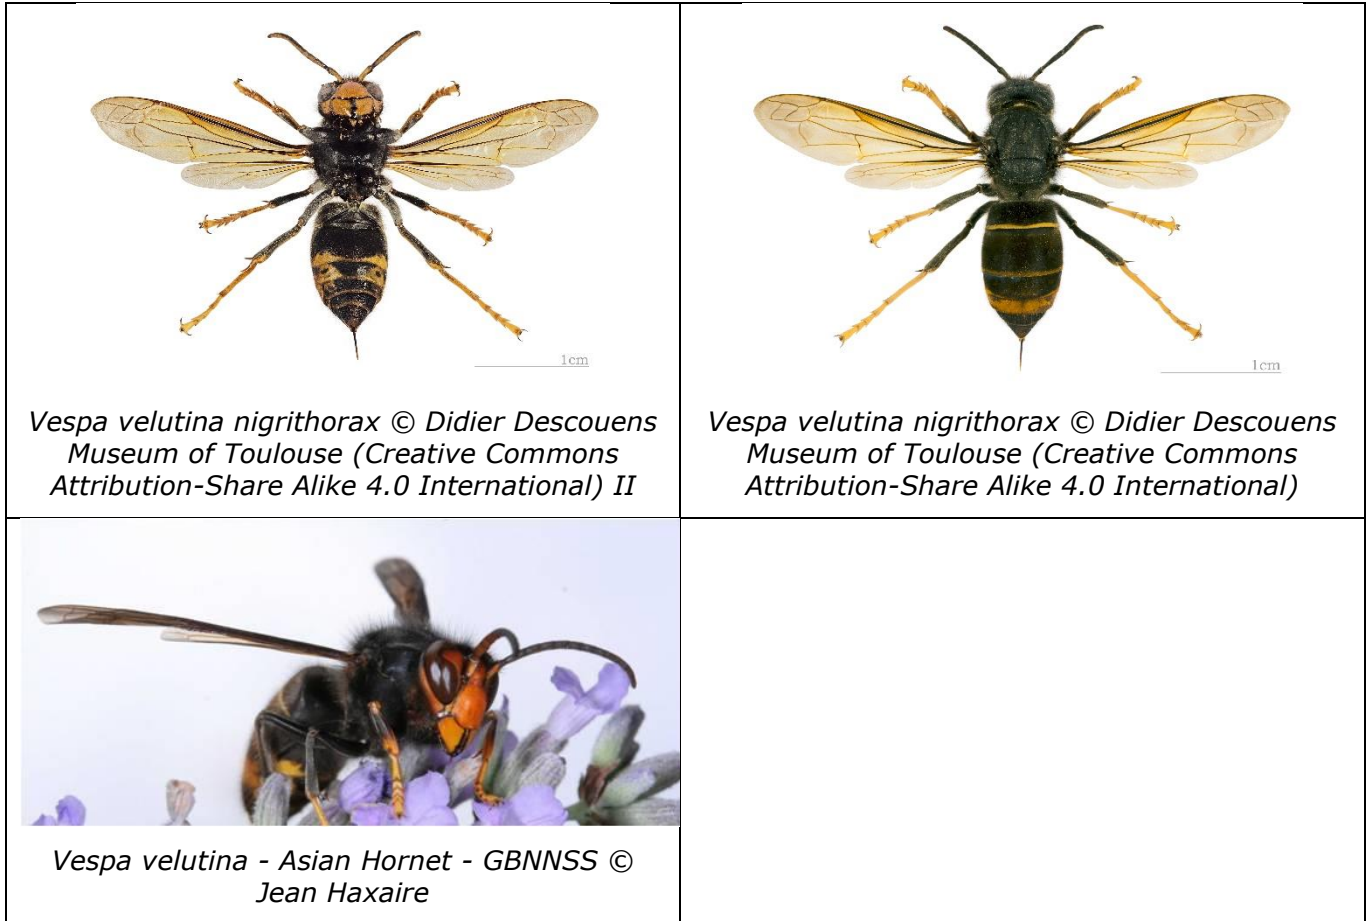 1cm
Vespa velutina nigrithorax © Didier Descouens
Museum of Toulouse (Creative Commons
Attribution-Share Alike 4.0 International) II
1cm
Vespa velutina nigrithorax © Didier Descouens
Museum of Toulouse (Creative Commons
Attribution-Share Alike 4.0 International)
Vespa velutina - Asian Hornet - GBNNSS ©
Jean Haxaire